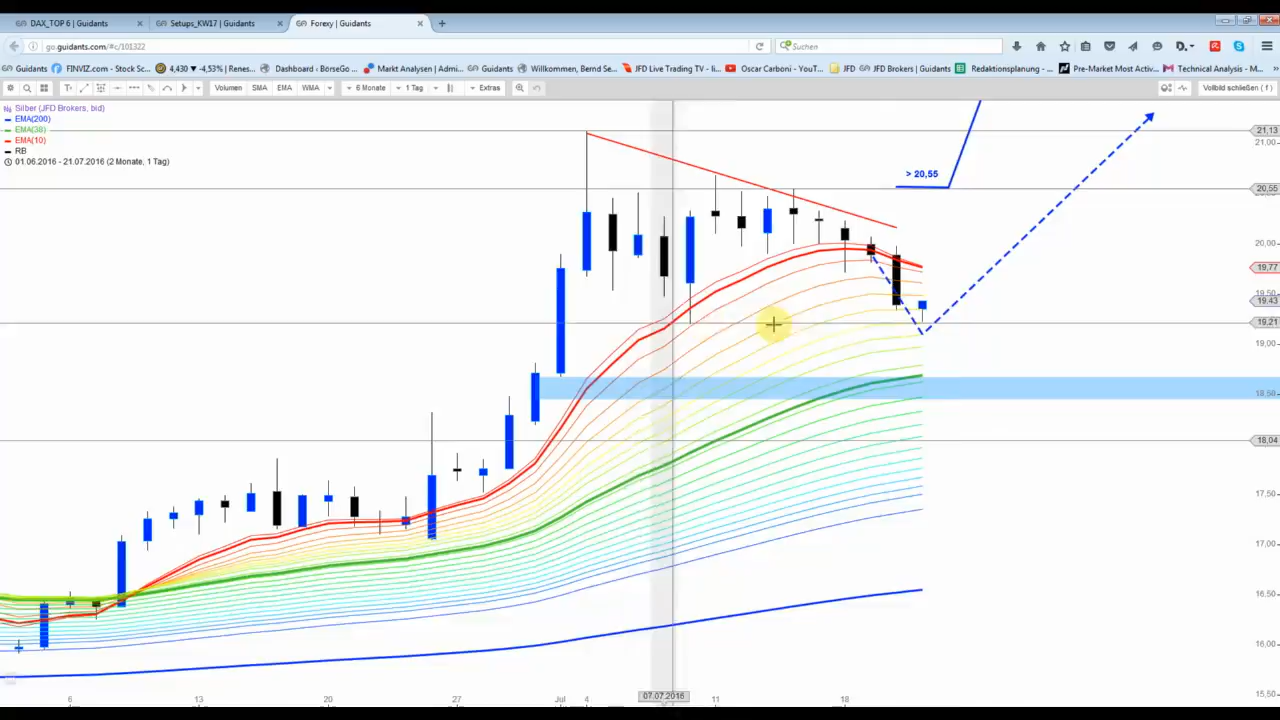 DAX_TOP 6 | Guidants
Setups_KW17 | Guidants
Forexy | Guidants
go.guidants.com/#c/101322
Suchen
Guidants
FINVIZ.com - Stock Sc...
4,430 ▾ -4,53% | Renes...
Dashboard ‹ BörseGo ...
Markt Analysen | Admi...
Guidants
Willkommen, Bernd Se...
JFD Live Trading TV - li...
Oscar Carboni - YouT...
JFD
JFD Brokers | Guidants
Redaktionsplanung - ...
Pre-Market Most Activ...
Technical Analysis - M...
Volumen
SMA
EMA
WMA
6 Monate
1 Tag
Extras
Vollbild schließen ( f )
Silber (JFD Brokers, bid)
EMA(200)
EMA(38)
EMA(10)
RB
01.06.2016 - 21.07.2016 (2 Monate, 1 Tag)
> 20,55
21,13
21,00
20,55
20,00
19,77
19,50
19,43
19,21
19,00
18,50
18,04
17,50
17,00
16,50
16,00
15,50
6
13
20
27
Jul
4
07.07.2016
11
18